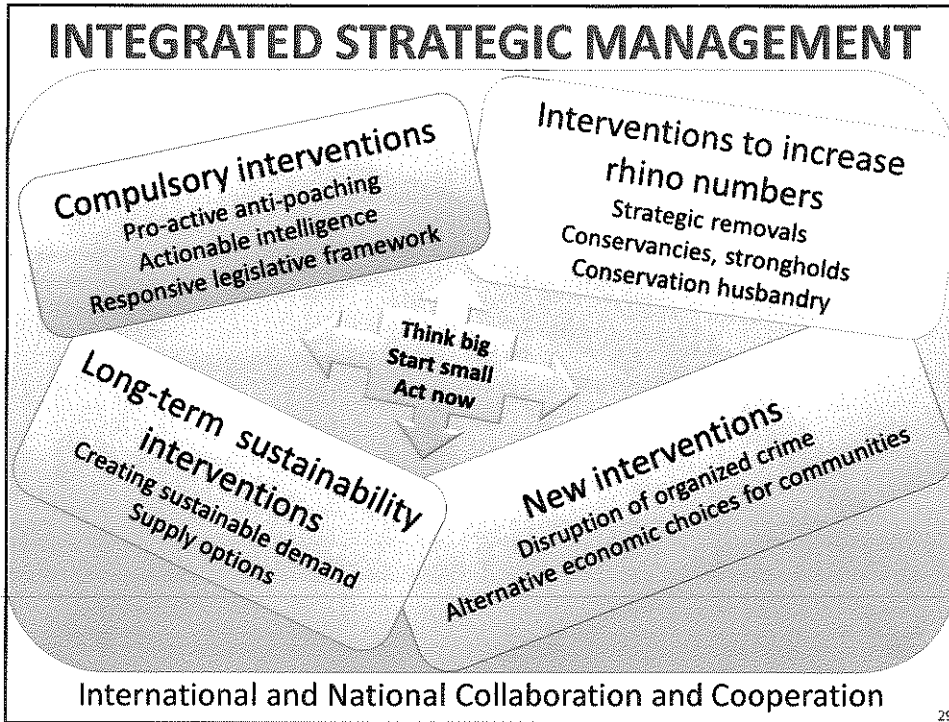 INTEGRATED STRATEGIC MANAGEMENT
Compulsory interventions
Pro-active anti-poaching
Actionable intelligence
Responsive legislative framework
Interventions to increase
rhino numbers
Strategic removals
Conservancies, strongholds
Conservation husbandry
Think big
Start small
Act now
Long-term sustainability
interventions
Creating sustainable demand
Supply options
New interventions
Disruption of organized crime
Alternative economic choices for communities
International and National Collaboration and Cooperation
29